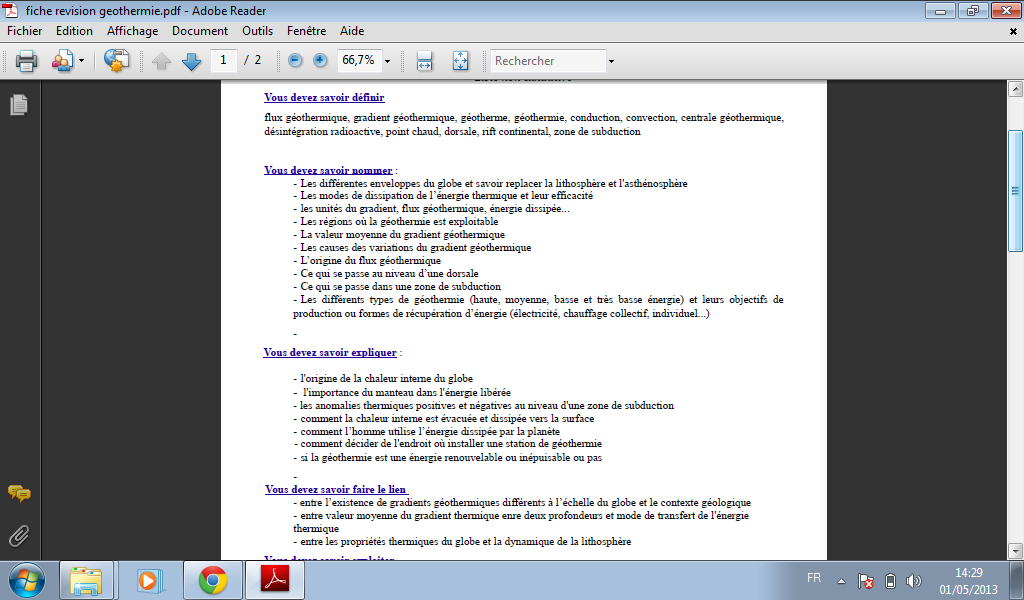 fiche revision geothermie.pdf - Adobe Reader
Fichier Edition Affichage Document Outils Fenêtre Aide
1 / 2 66,7% Rechercher
Vous devez savoir définir
flux géothermique, gradient géothermique, géotherme, géothermie, conduction, convection, centrale géothermique,
désintégration radioactive, point chaud, dorsale, rift continental, zone de subduction
Vous devez savoir nommer :
- Les différentes enveloppes du globe et savoir replacer la lithosphère et l'asthénosphère
- Les modes de dissipation de l'énergie thermique et leur efficacité
- les unités du gradient, flux géothermique, énergie dissipée...
- Les régions où la géothermie est exploitable
- La valeur moyenne du gradient géothermique
- Les causes des variations du gradient géothermique
- L'origine du flux géothermique
- Ce qui se passe au niveau d'une dorsale
- Ce qui se passe dans une zone de subduction
- Les différents types de géothermie (haute, moyenne, basse et très basse énergie) et leurs objectifs de
production ou formes de récupération d'énergie (électricité, chauffage collectif, individuel...)
-
Vous devez savoir expliquer :
- l'origine de la chaleur interne du globe
- l'importance du manteau dans l'énergie libérée
- les anomalies thermiques positives et négatives au niveau d'une zone de subduction
- comment la chaleur interne est évacuée et dissipée vers la surface
- comment l'homme utilise l'énergie dissipée par la planète
- comment décider de l'endroit où installer une station de géothermie
- si la géothermie est une énergie renouvelable ou inépuisable ou pas
-
Vous devez savoir faire le lien
- entre l'existence de gradients géothermiques différents à l'échelle du globe et le contexte géologique
- entre valeur moyenne du gradient thermique enre deux profondeurs et mode de transfert de l'énergie
thermique
- entre les propriétés thermiques du globe et la dynamique de la lithosphère
Vous devez savoir exploiter
FR 14:29
01/05/2013